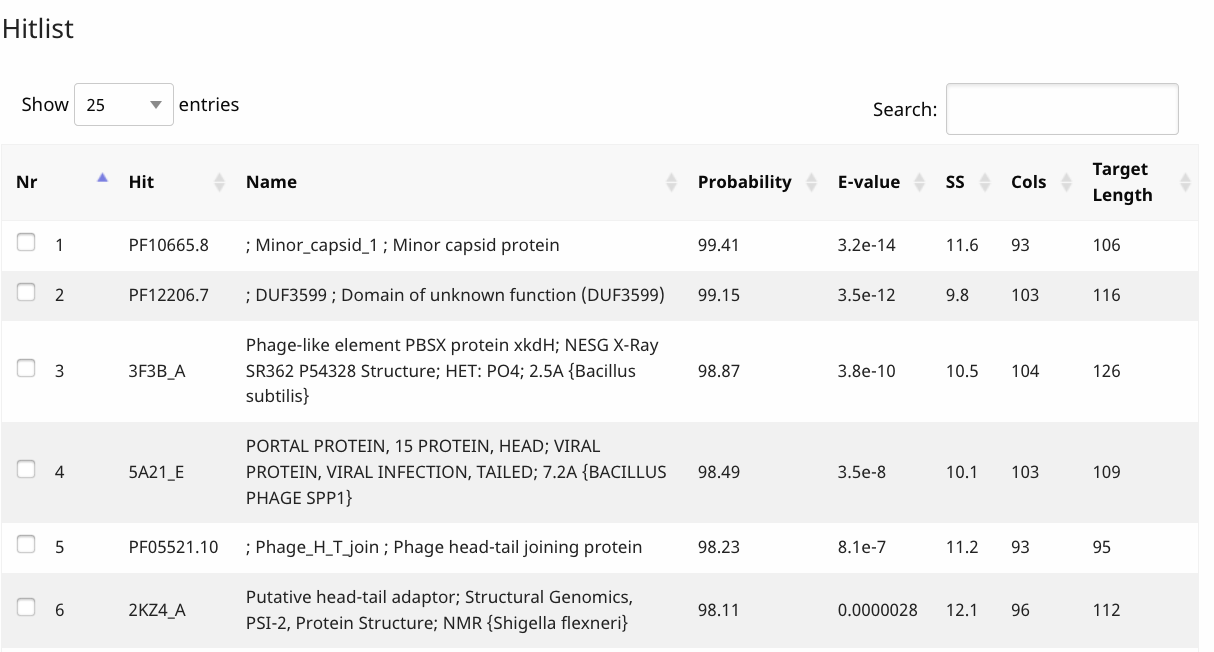 Hitlist
Show 25 entries
Search:
Nr Hit Name Probability E-value SS Cols Target Length
1 PF10665.8 ; Minor_capsid_1 ; Minor capsid protein 99.41 3.2e-14 11.6 93 106
2 PF12206.7 ; DUF3599 ; Domain of unknown function (DUF3599) 99.15 3.5e-12 9.8 103 116
Phage-like element PBSX protein xkdH; NESG X-Ray
3 3F3B_A SR362 P54328 Structure; HET: PO4; 2.5A {Bacillus 98.87 3.8e-10 10.5 104 126
subtilis}
PORTAL PROTEIN, 15 PROTEIN, HEAD; VIRAL
4 5A21_E PROTEIN, VIRAL INFECTION, TAILED; 7.2A {BACILLUS 98.49 3.5e-8 10.1 103 109
PHAGE SPP1}
5 PF05521.10 ; Phage_H_T_join ; Phage head-tail joining protein 98.23 8.1e-7 11.2 93 95
6 2KZ4_A Putative head-tail adaptor; Structural Genomics, 98.11 0.0000028 12.1 96 112
PSI-2, Protein Structure; NMR {Shigella flexneri}